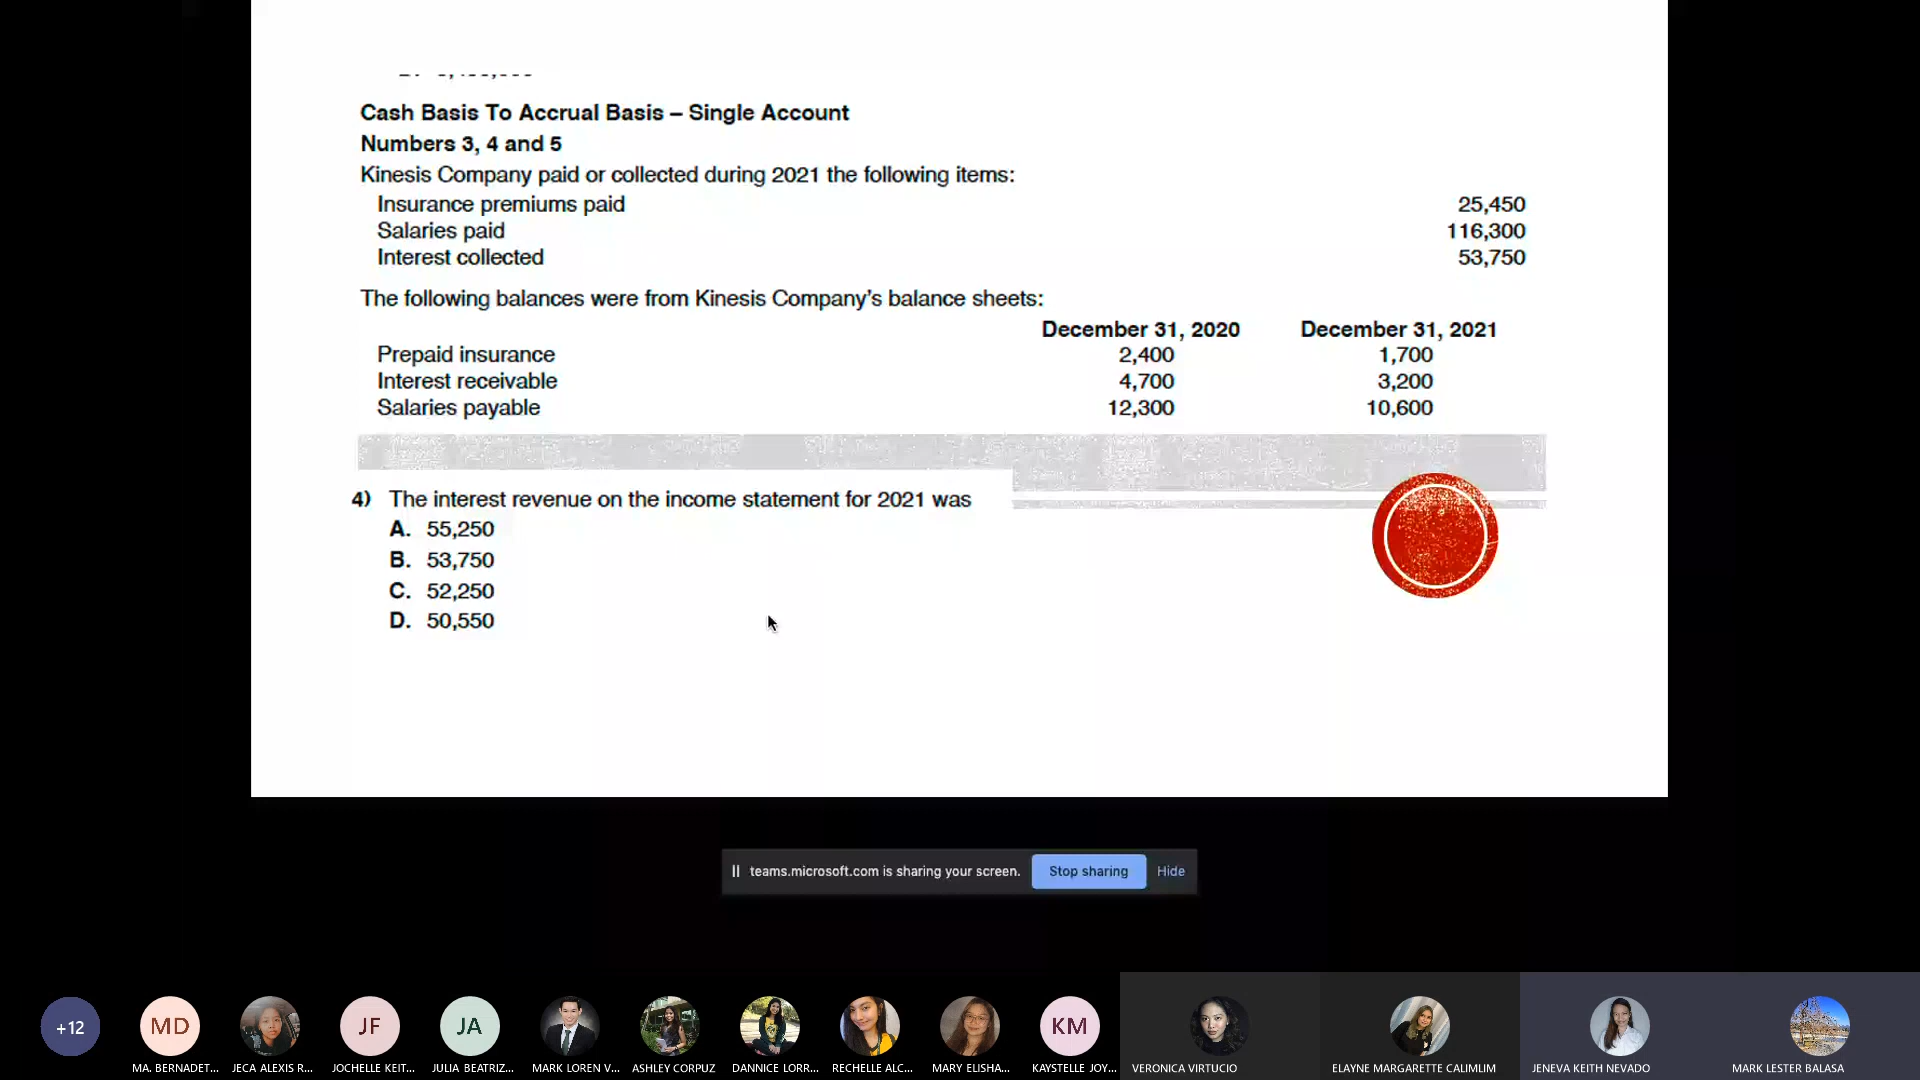 Cash Basis To Accrual Basis – Single Account
Numbers 3, 4 and 5
Kinesis Company paid or collected during 2021 the following items:
Insurance premiums paid 25,450
Salaries paid 116,300
Interest collected 53,750
The following balances were from Kinesis Company's balance sheets:
December 31, 2020 December 31, 2021
Prepaid insurance 2,400 1,700
Interest receivable 4,700 3,200
Salaries payable 12,300 10,600
4) The interest revenue on the income statement for 2021 was
A. 55,250
B. 53,750
C. 52,250
D. 50,550
teams.microsoft.com is sharing your screen. Stop sharing Hide
+12 MD JF JA KM
MA. BERNADET... JECA ALEXIS R... JOCHELLE KEIT... JULIA BEATRIZ... MARK LOREN V... ASHLEY CORPUZ DANNICE LORR... RECHELLE ALC... MARY ELISHA... KAYSTELLE JOY... VERONICA VIRTUCIO ELAYNE MARGARETTE CALIMLIM JENEVA KEITH NEVADO MARK LESTER BALASA